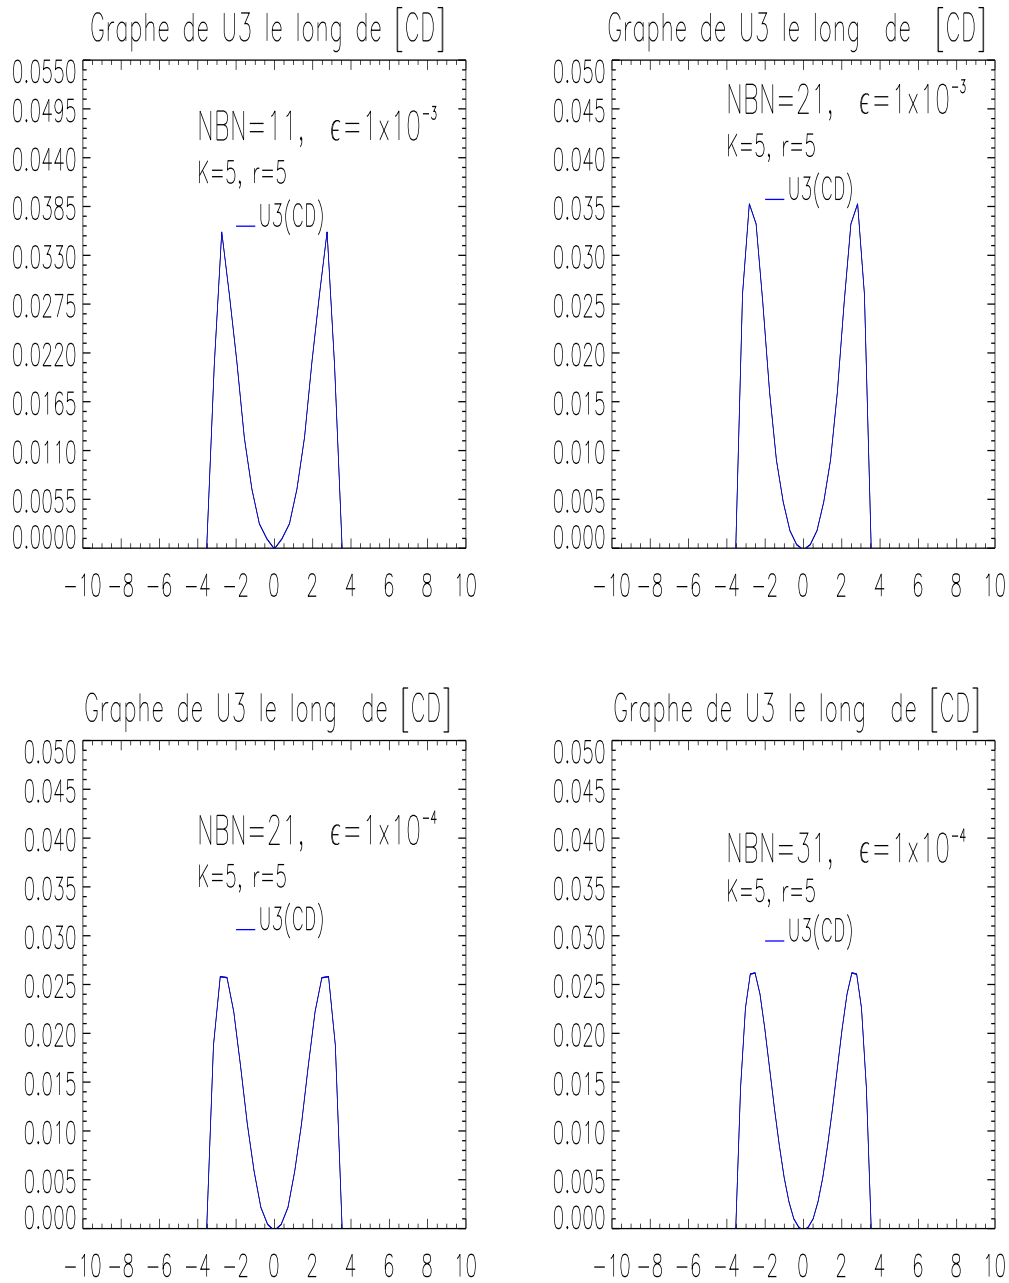 Graphe de U3 le long de [CD]
0.0550
0.0495
0.0440
0.0385
0.0330
0.0275
0.0220
0.0165
0.0110
0.0055
0.0000
NBN=11, ϵ=1x10⁻³
K=5, r=5
U3(CD)
-10 -8 -6 -4 -2 0 2 4 6 8 10
Graphe de U3 le long de [CD]
0.050
0.045
0.040
0.035
0.030
0.025
0.020
0.015
0.010
0.005
0.000
NBN=21, ϵ=1x10⁻³
K=5, r=5
U3(CD)
-10 -8 -6 -4 -2 0 2 4 6 8 10
Graphe de U3 le long de [CD]
0.050
0.045
0.040
0.035
0.030
0.025
0.020
0.015
0.010
0.005
0.000
NBN=21, ϵ=1x10⁻⁴
K=5, r=5
U3(CD)
-10 -8 -6 -4 -2 0 2 4 6 8 10
Graphe de U3 le long de [CD]
0.050
0.045
0.040
0.035
0.030
0.025
0.020
0.015
0.010
0.005
0.000
NBN=31, ϵ=1x10⁻⁴
K=5, r=5
U3(CD)
-10 -8 -6 -4 -2 0 2 4 6 8 10